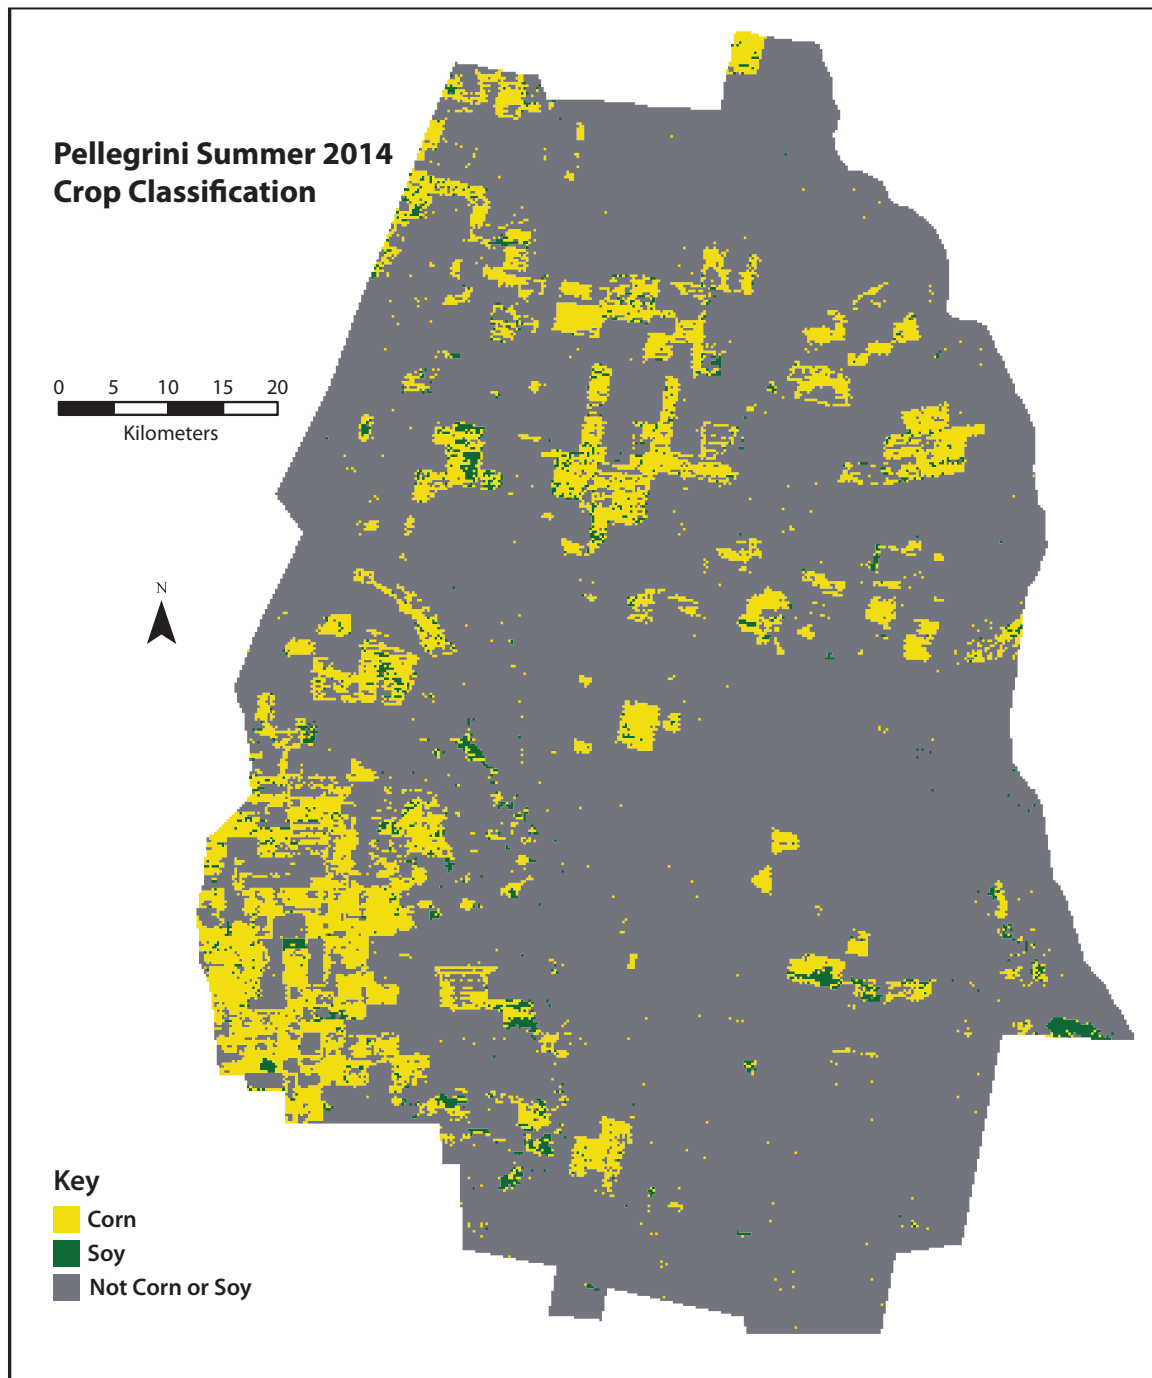 Pellegrini Summer 2014
Crop Classification
0 5 10 15 20
Kilometers
N
Key
Corn
Soy
Not Corn or Soy